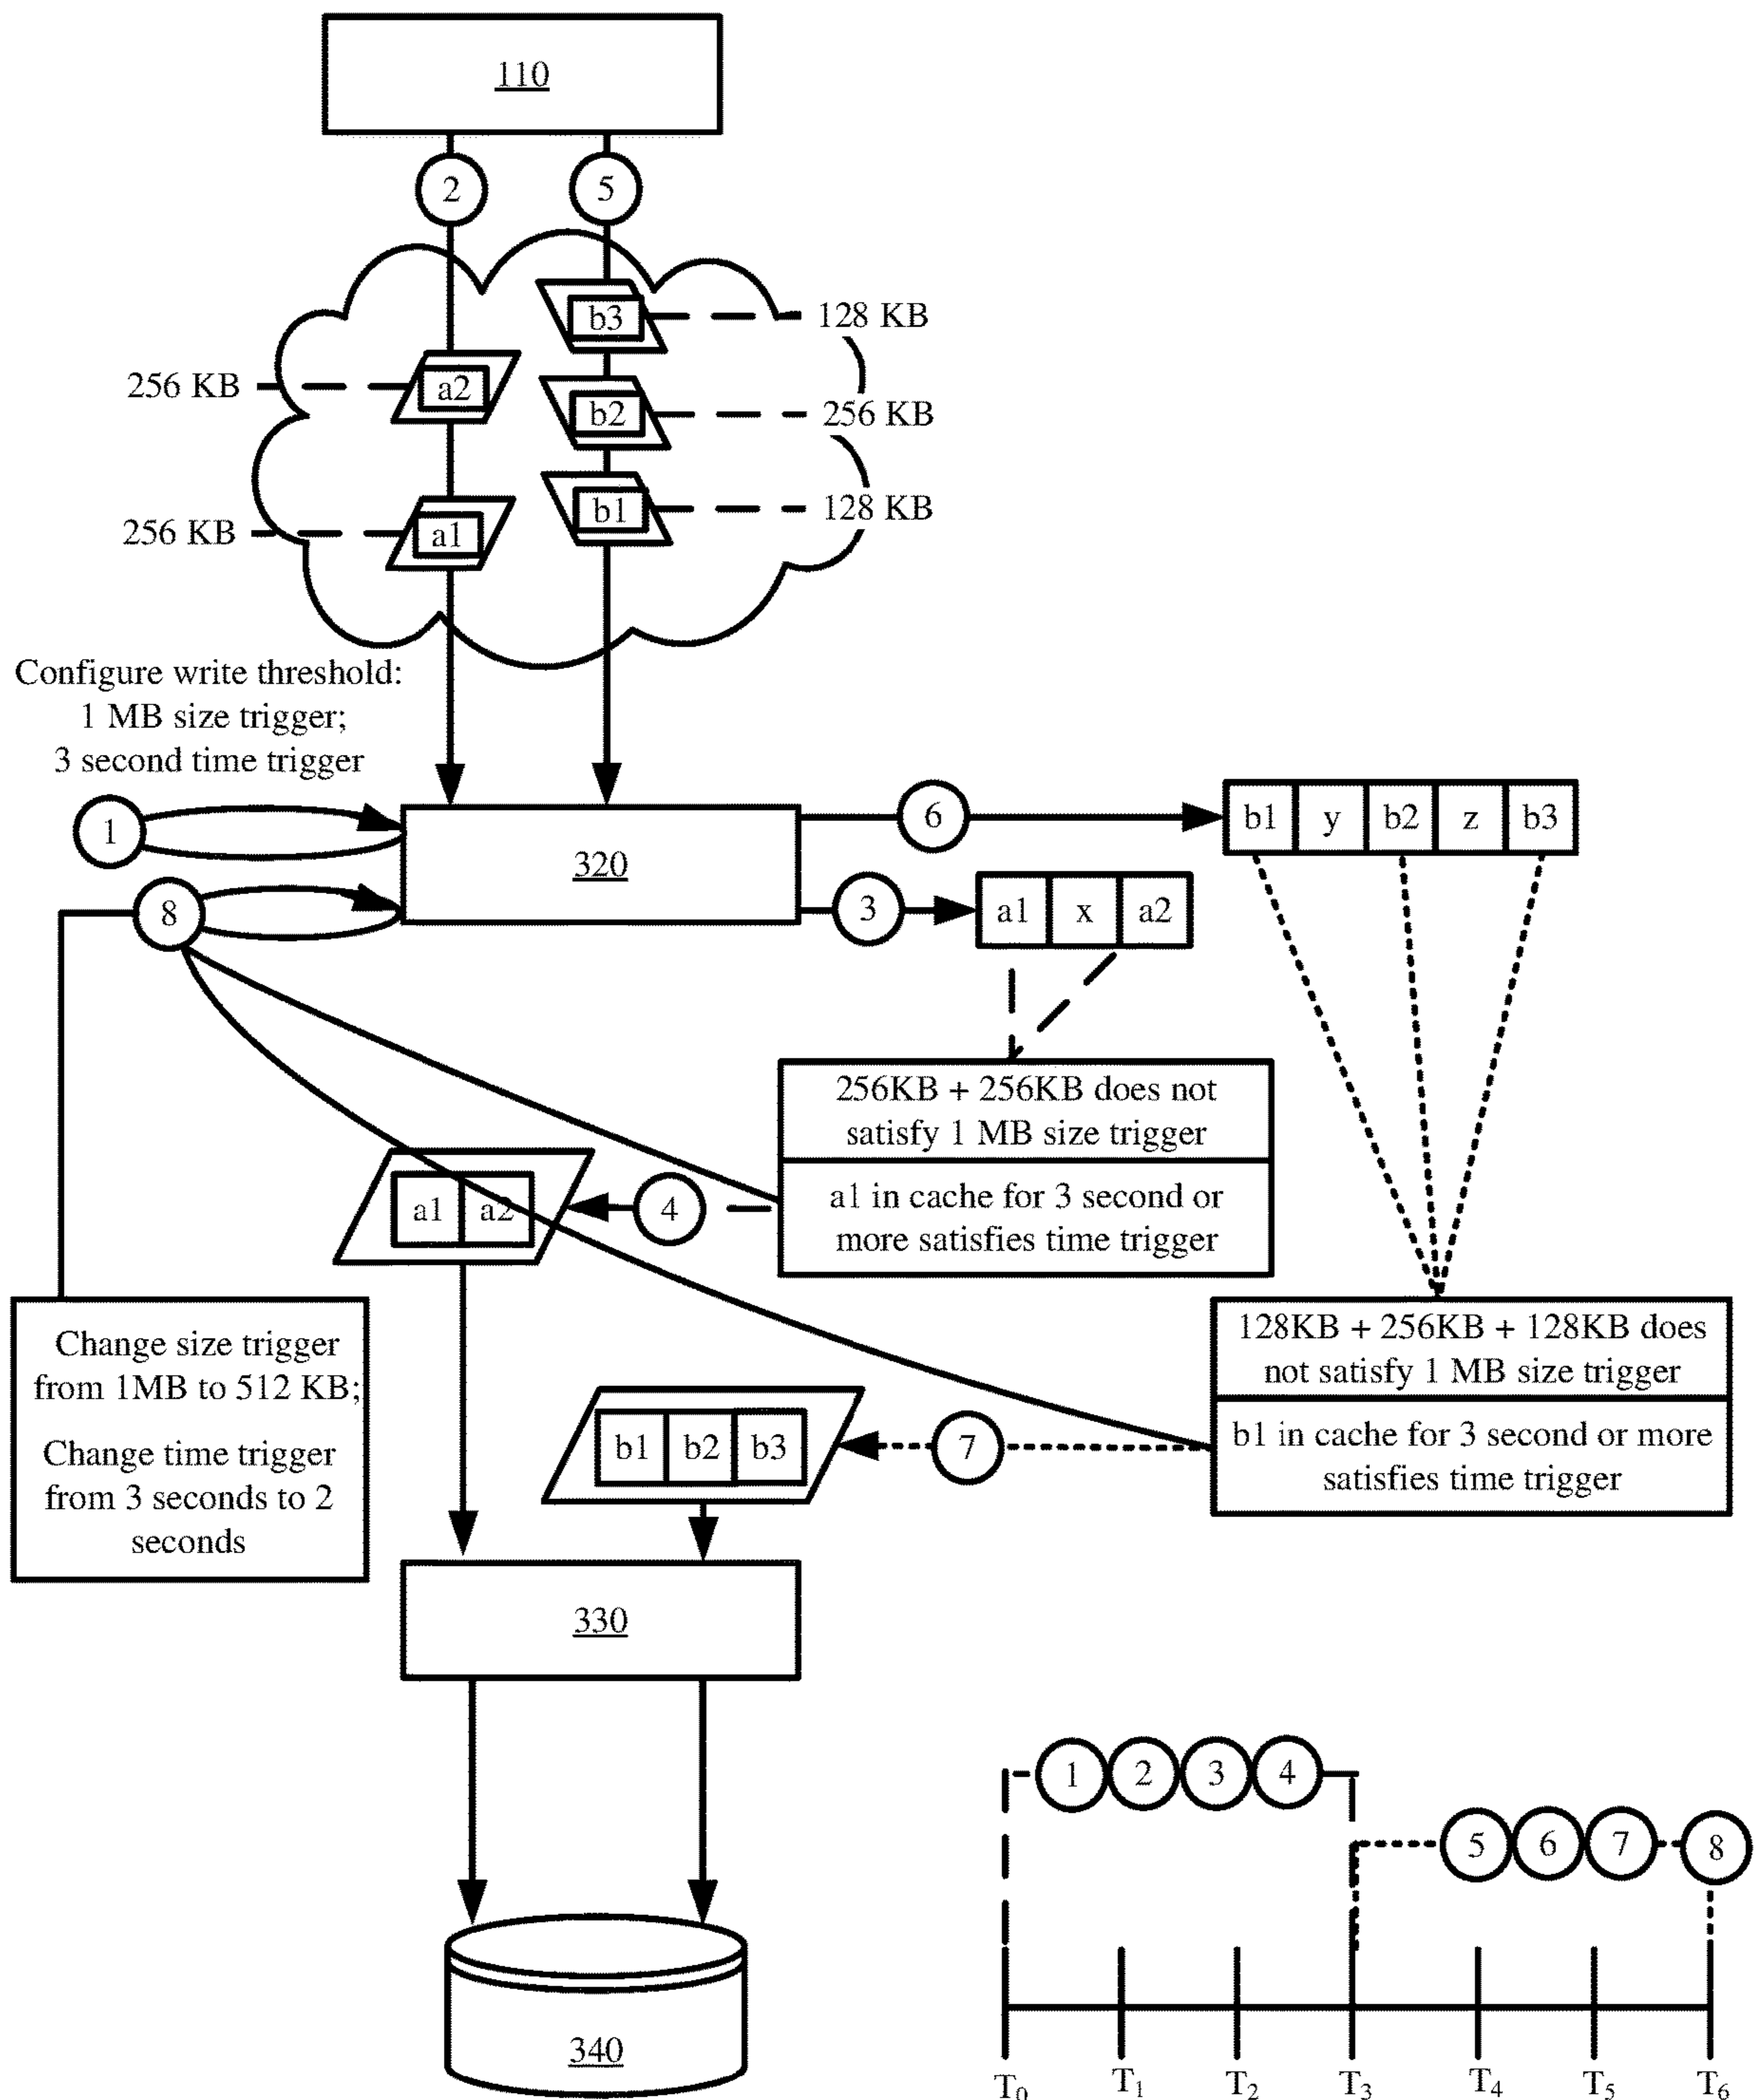 110
2
5
b3
128 KB
256 KB
a2
b2
256 KB
b1
128 KB
256 KB
a1
Configure write threshold:
1 MB size trigger;
3 second time trigger
1
6
b1 y b2 z b3
320
8
3
a1 x a2
256KB + 256KB does not
satisfy 1 MB size trigger
a1 in cache for 3 second or
more satisfies time trigger
a1 a2
4
128KB + 256KB + 128KB does
not satisfy 1 MB size trigger
b1 in cache for 3 second or more
satisfies time trigger
Change size trigger
from 1MB to 512 KB;
Change time trigger
from 3 seconds to 2
seconds
b1 b2 b3
7
330
1 2 3 4
5 6 7 8
340
T0 T1 T2 T3 T4 T5 T6